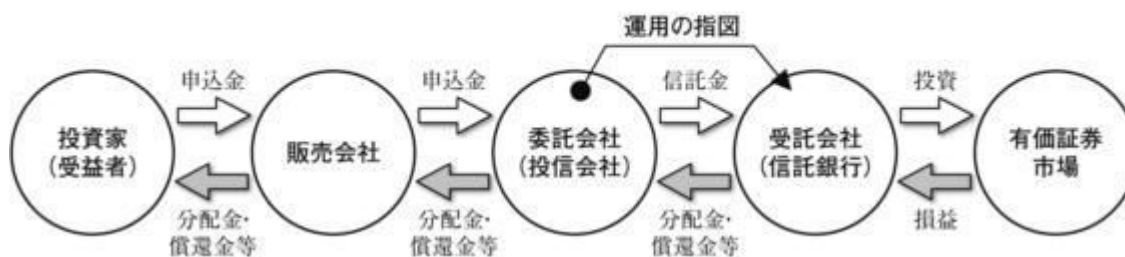 運用の指図
申込金
申込金
信託金
投資
投資家
(受益者)
販売会社
委託会社
(投信会社)
受託会社
(信託銀行)
有価証券
市場
分配金・
償還金等
分配金・
償還金等
分配金・
償還金等
損益